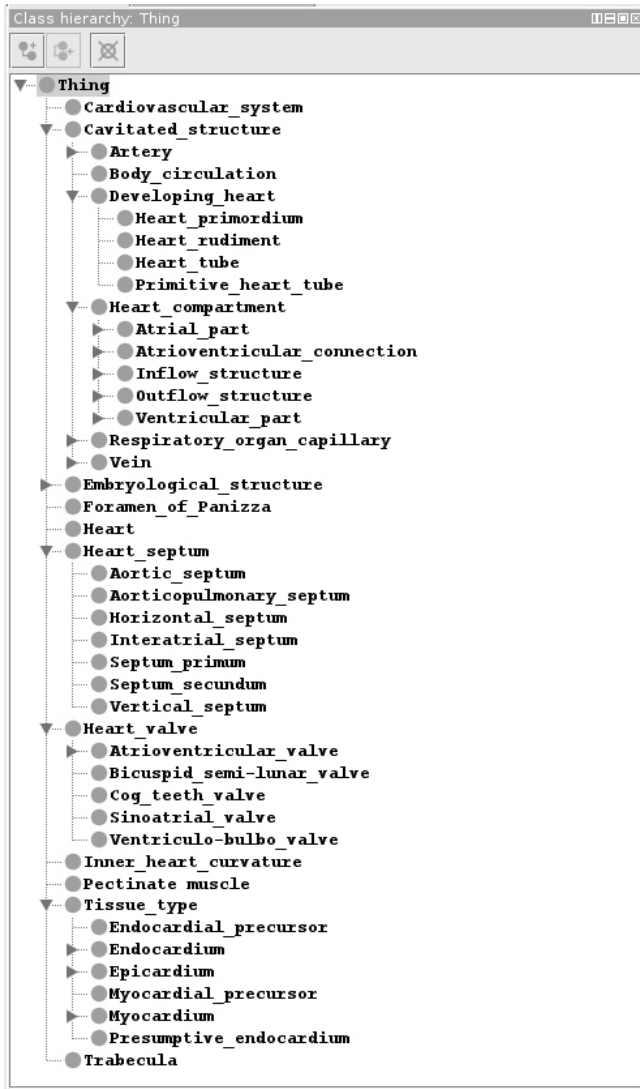 Class hierarchy: Thing
Thing
Cardiovascular_system
Cavitated_structure
Artery
Body_circulation
Developing_heart
Heart_primordium
Heart_rudiment
Heart_tube
Primitive_heart_tube
Heart_compartment
Atrial_part
Atrioventricular_connection
Inflow_structure
Outflow_structure
Ventricular_part
Respiratory_organ_capillary
Vein
Embryological_structure
Foramen_of_Panizza
Heart
Heart_septum
Aortic_septum
Aorticopulmonary_septum
Horizontal_septum
Interatrial_septum
Septum_primum
Septum_secundum
Vertical_septum
Heart_valve
Atrioventricular_valve
Bicuspid_semi-lunar_valve
Cog_teeth_valve
Sinoatrial_valve
Ventriculo-bulbo_valve
Inner_heart_curvature
Pectinate muscle
Tissue_type
Endocardial_precursor
Endocardium
Epicardium
Myocardial_precursor
Myocardium
Presumptive_endocardium
Trabecula